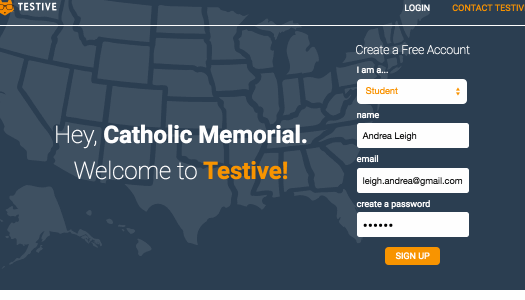 TESTIVE
LOGIN
CONTACT TESTIV
Create a Free Account
I am a...
Student
name
Andrea Leigh
email
leigh.andrea@gmail.com
create a password
••••••
SIGN UP
Hey, Catholic Memorial.
Welcome to Testive!